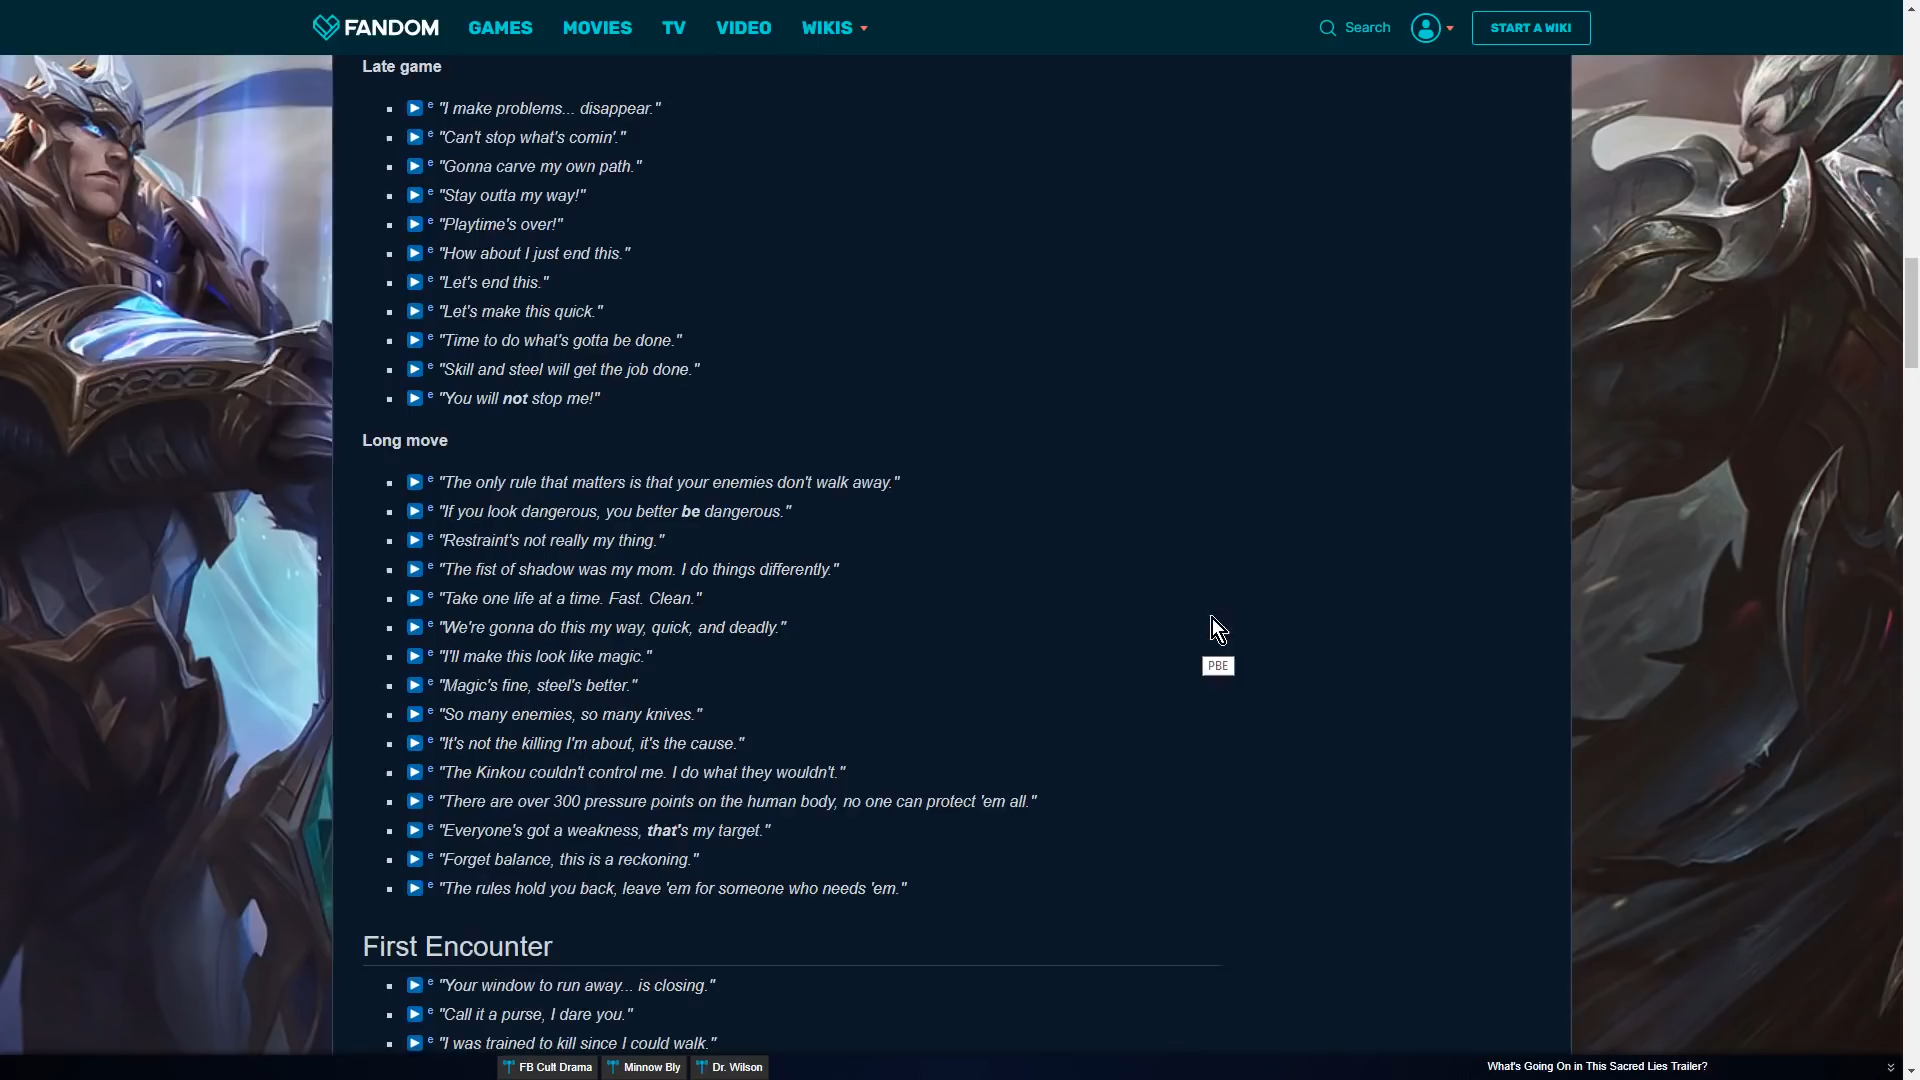 FANDOM GAMES MOVIES TV VIDEO WIKIS Search START A WIKI
Late game
e "I make problems... disappear."
e "Can't stop what's comin'."
e "Gonna carve my own path."
e "Stay outta my way!"
e "Playtime's over!"
e "How about I just end this."
e "Let's end this."
e "Let's make this quick."
e "Time to do what's gotta be done."
e "Skill and steel will get the job done."
e "You will not stop me!"
Long move
e "The only rule that matters is that your enemies don't walk away."
e "If you look dangerous, you better be dangerous."
e "Restraint's not really my thing."
e "The fist of shadow was my mom. I do things differently."
e "Take one life at a time. Fast. Clean."
e "We're gonna do this my way, quick, and deadly."
e "I'll make this look like magic."
PBE
e "Magic's fine, steel's better."
e "So many enemies, so many knives."
e "It's not the killing I'm about, it's the cause."
e "The Kinkou couldn't control me. I do what they wouldn't."
e "There are over 300 pressure points on the human body, no one can protect 'em all."
e "Everyone's got a weakness, that's my target."
e "Forget balance, this is a reckoning."
e "The rules hold you back, leave 'em for someone who needs 'em."
First Encounter
e "Your window to run away... is closing."
e "Call it a purse, I dare you."
e "I was trained to kill since I could walk."
FB Cult Drama Minnow Bly Dr. Wilson What's Going On in This Sacred Lies Trailer?